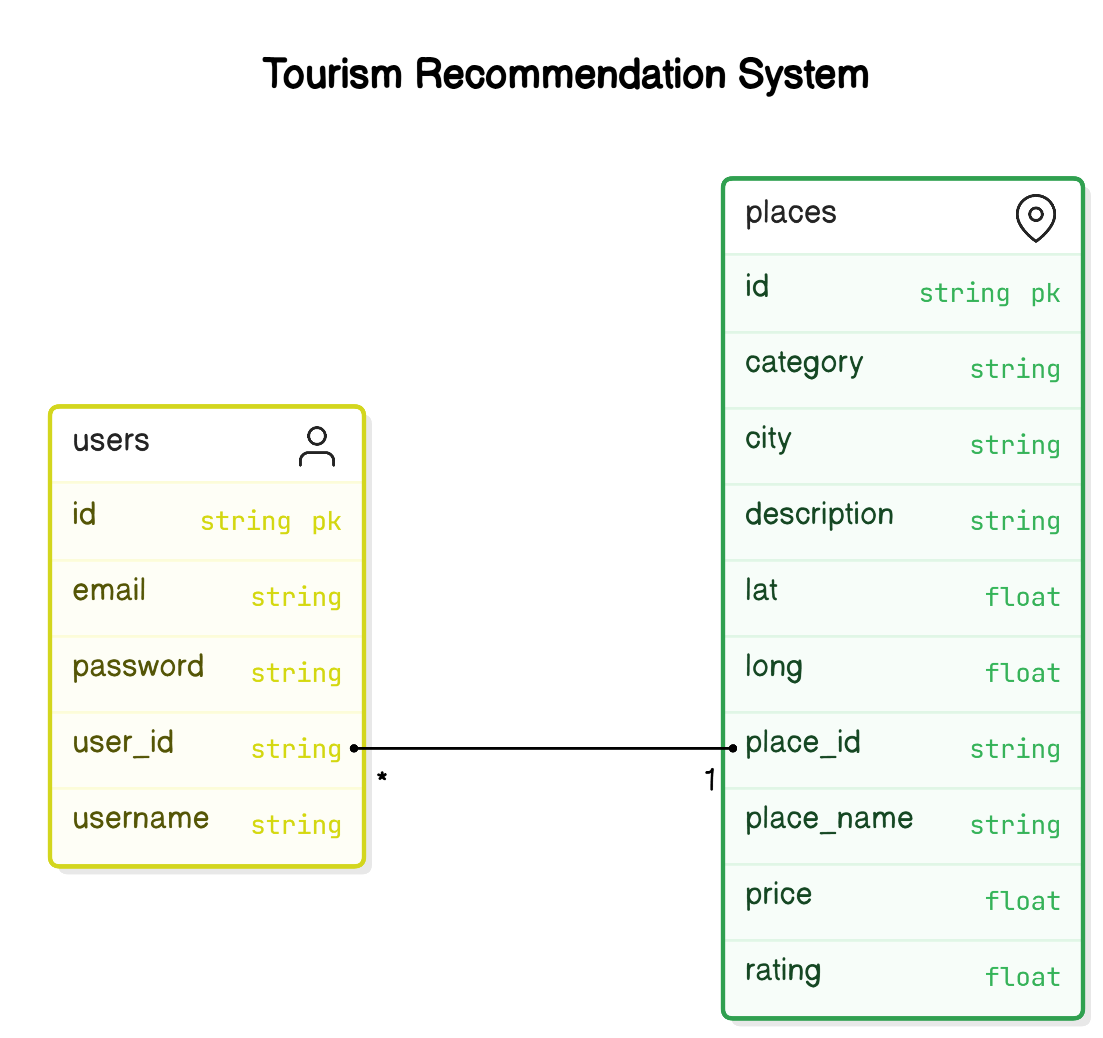 Tourism Recommendation System
users
id string pk
email string
password string
user_id string
username string
* 1
places
id string pk
category string
city string
description string
lat float
long float
place_id string
place_name string
price float
rating float